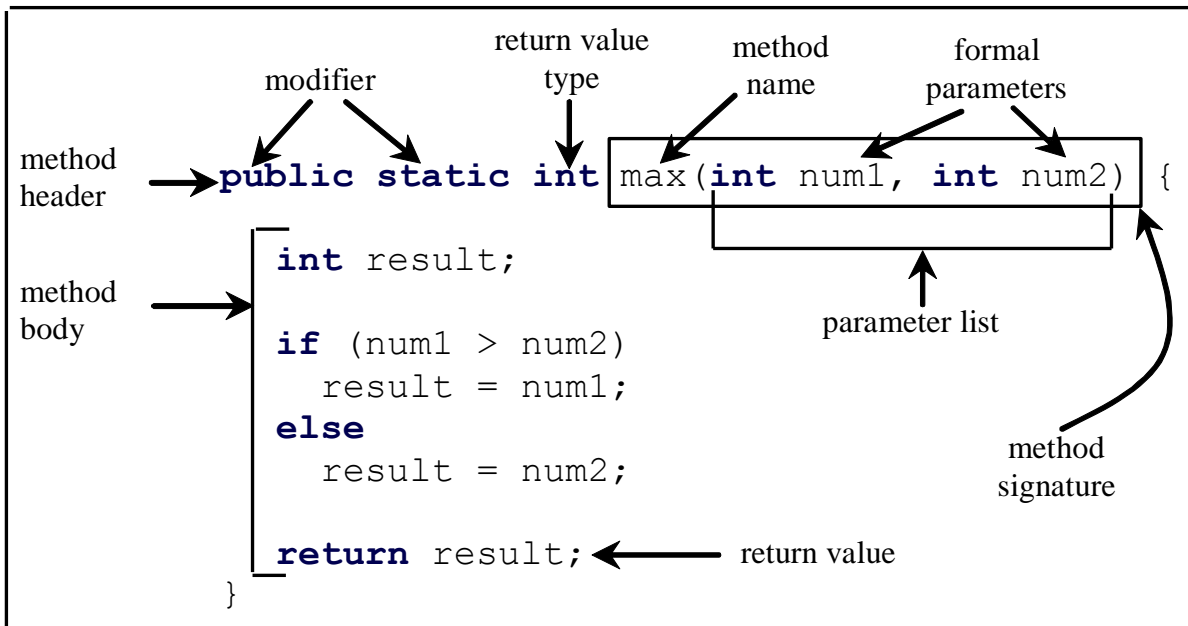 return value
type
method
name
formal
parameters
modifier
method
header
public static int max(int num1, int num2) {
method
body
int result;
parameter list
if (num1 > num2)
result = num1;
else
result = num2;
method
signature
return result;
return value
}